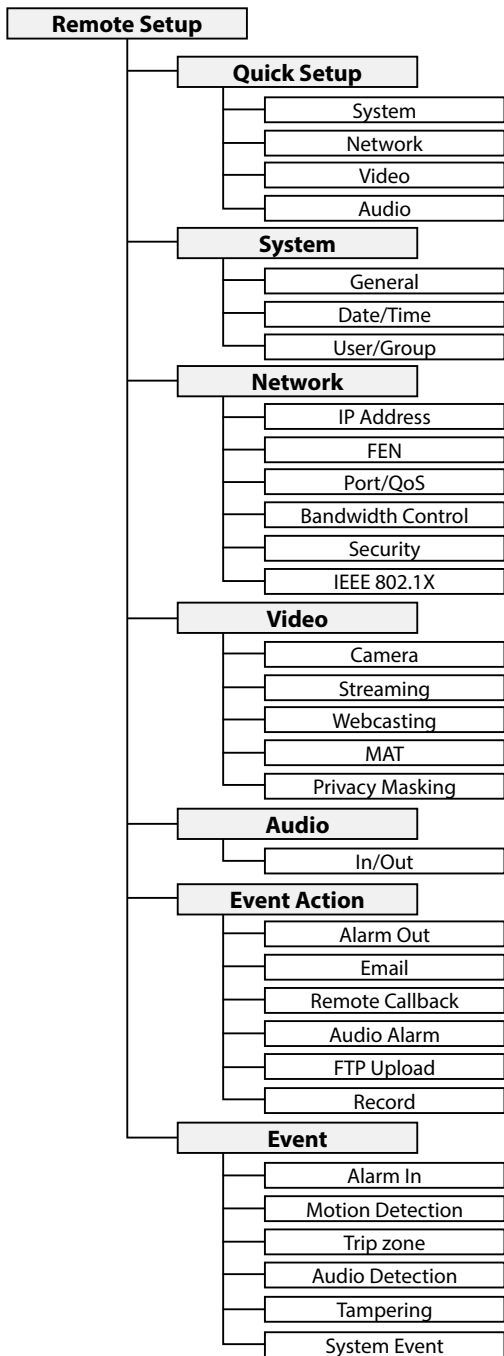 Remote Setup
Quick Setup
System
Network
Video
Audio
System
General
Date/Time
User/Group
Network
IP Address
FEN
Port/QoS
Bandwidth Control
Security
IEEE 802.1X
Video
Camera
Streaming
Webcasting
MAT
Privacy Masking
Audio
In/Out
Event Action
Alarm Out
Email
Remote Callback
Audio Alarm
FTP Upload
Record
Event
Alarm In
Motion Detection
Trip zone
Audio Detection
Tampering
System Event